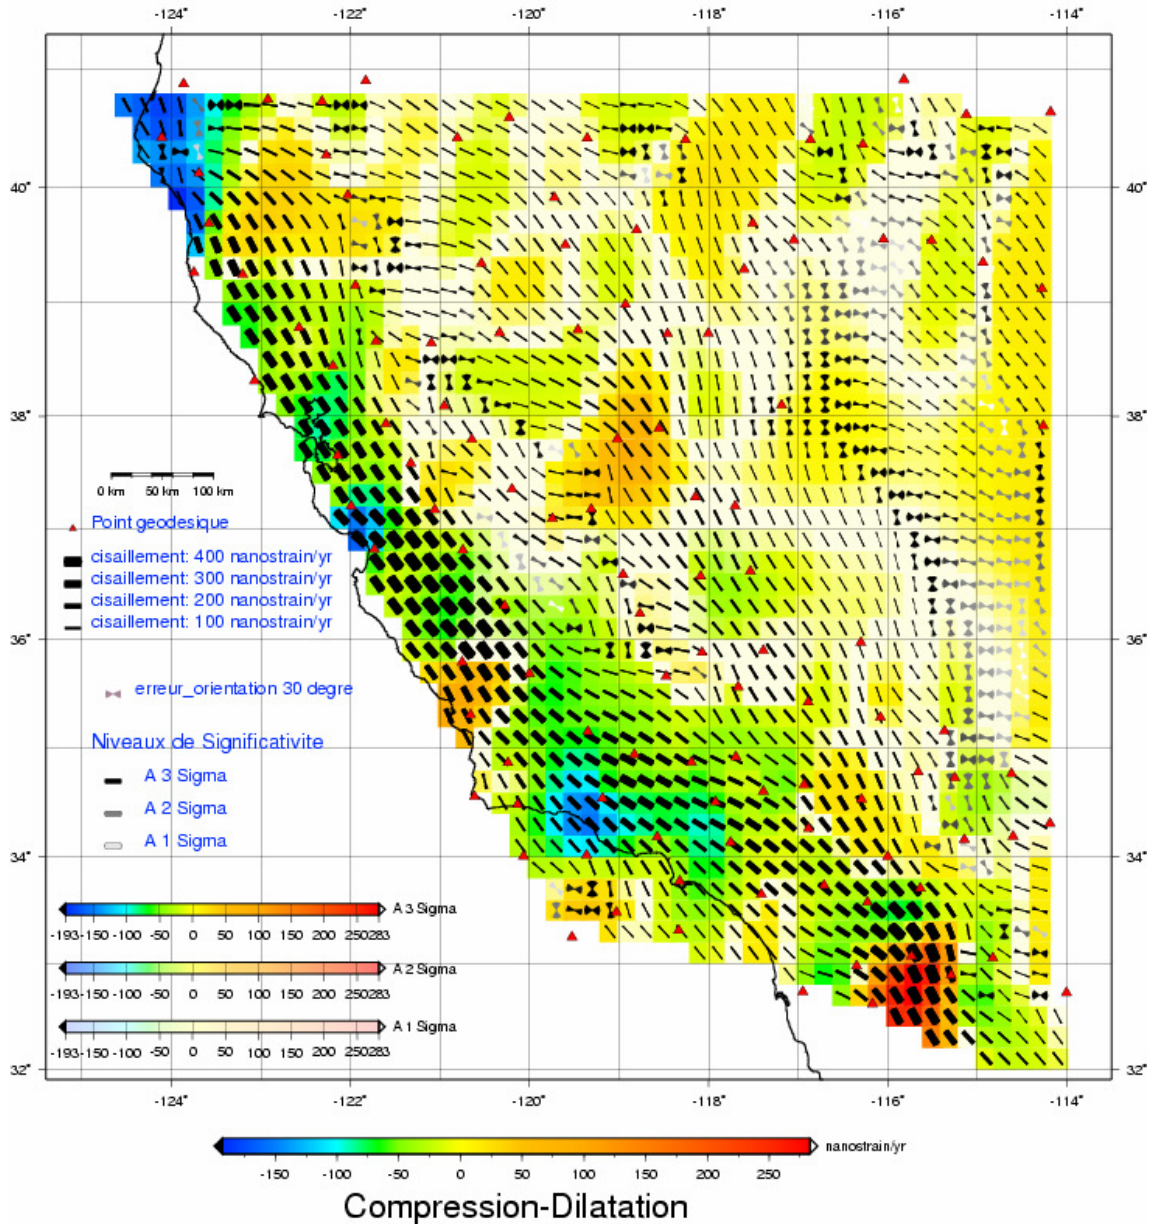 -124° -122° -120° -118° -116° -114°
40° 40°
38° 38°
0 km 50 km 100 km
Point geodesique
cisaillement: 400 nanostrain/yr
cisaillement: 300 nanostrain/yr
cisaillement: 200 nanostrain/yr
cisaillement: 100 nanostrain/yr
36° 36°
erreur_orientation 30 degre
Niveaux de Significativite
A 3 Sigma
A 2 Sigma
A 1 Sigma
34° 34°
A 3 Sigma
-193 -150 -100 -50 0 50 100 150 200 250 283
A 2 Sigma
-193 -150 -100 -50 0 50 100 150 200 250 283
A 1 Sigma
-193 -150 -100 -50 0 50 100 150 200 250 283
32° 32°
-124° -122° -120° -118° -116° -114°
nanostrain/yr
-150 -100 -50 0 50 100 150 200 250
Compression-Dilatation